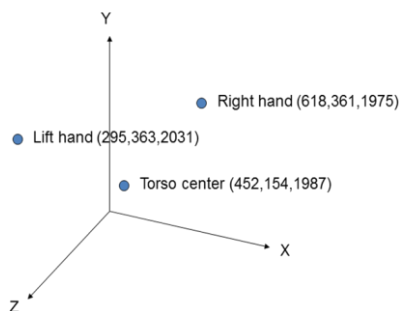 Y
Right hand (618,361,1975)
Lift hand (295,363,2031)
Torso center (452,154,1987)
X
Z